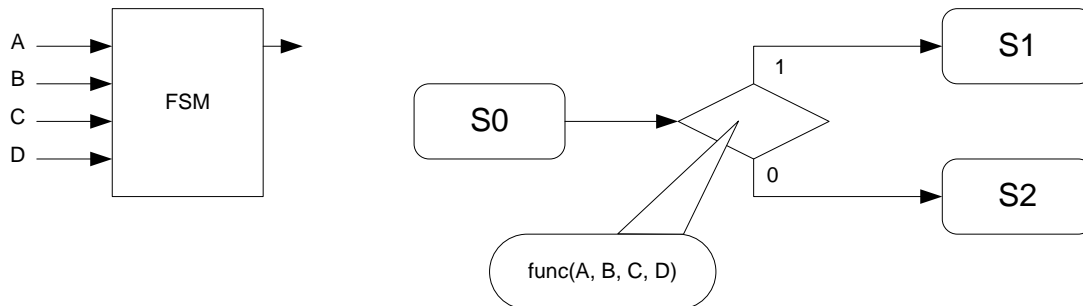 A
B
C
D
FSM
S0
func(A, B, C, D)
1
0
S1
S2